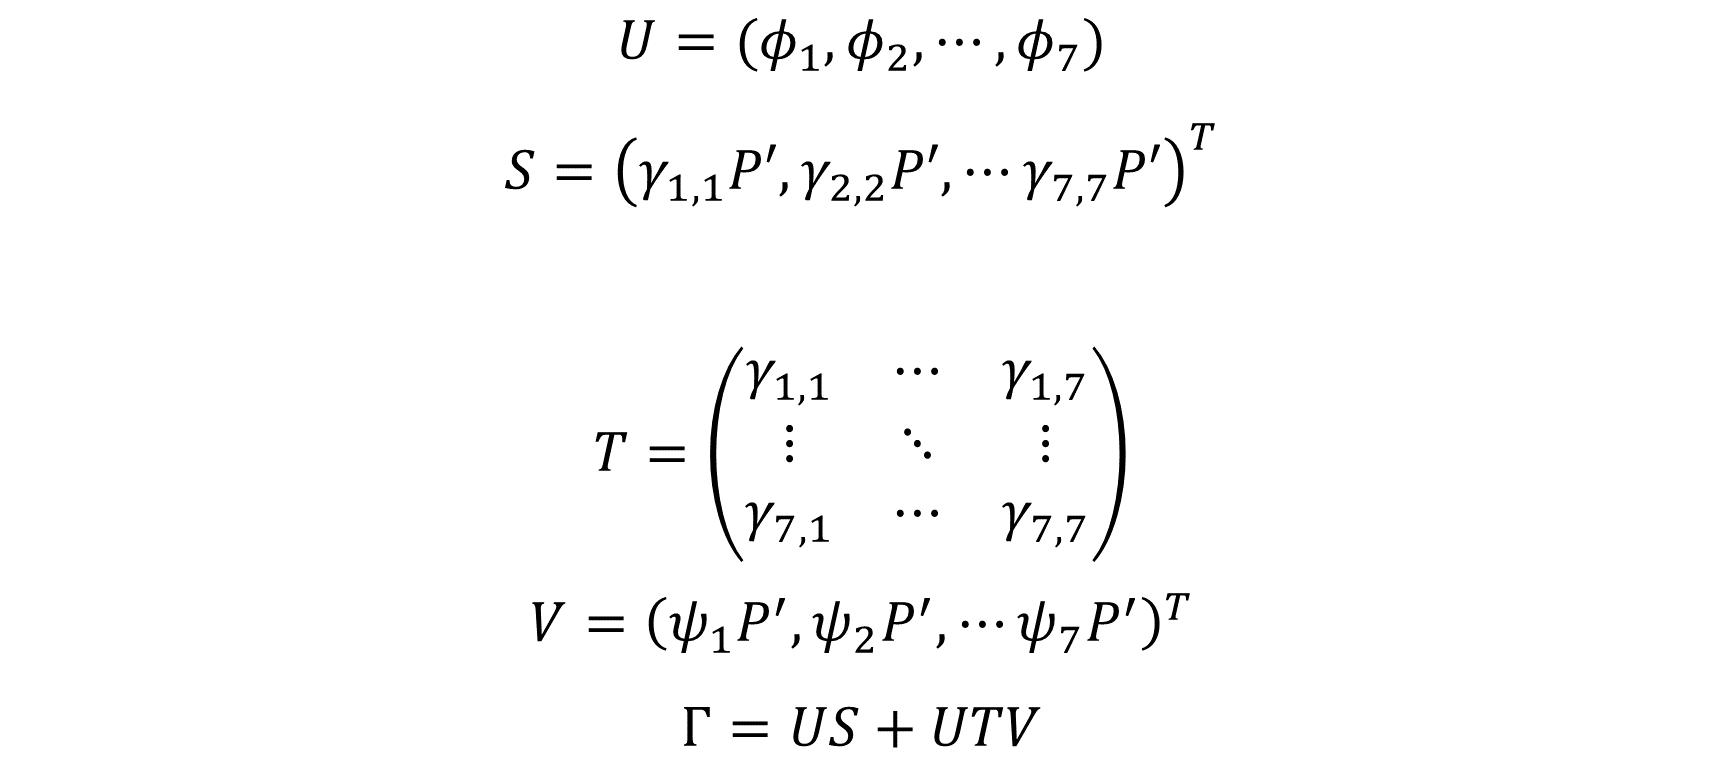 U = (ϕ₁, ϕ₂, ⋯ , ϕ₇)
S = (γ₁,₁P′, γ₂,₂P′, ⋯ γ₇,₇P′)ᵀ
γ₁,₁ ⋯ γ₁,₇
T = ( ⋮ ⋱ ⋮ )
γ₇,₁ ⋯ γ₇,₇
V = (ψ₁P′, ψ₂P′, ⋯ ψ₇P′)ᵀ
Γ = US + UTV